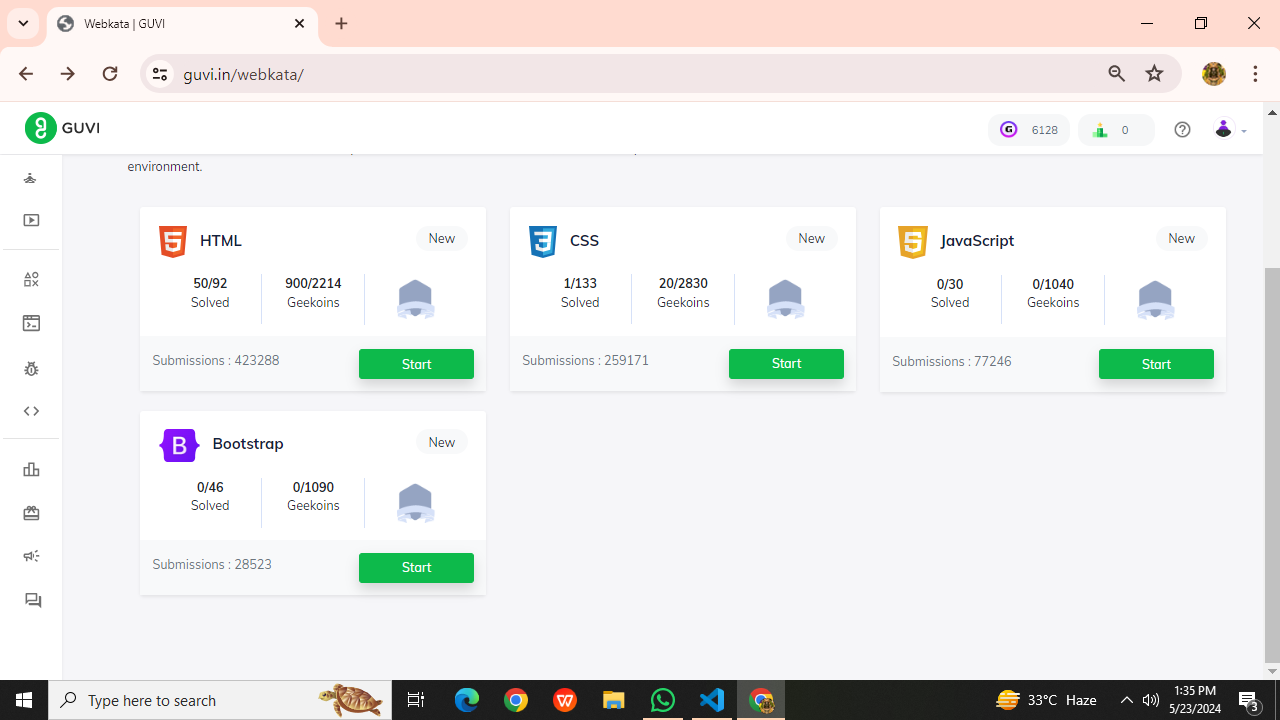 Webkata | GUVI
guvi.in/webkata/
GUVI
6128
0
environment.
HTML
New
50/92
Solved
900/2214
Geekoins
Submissions : 423288
Start
CSS
New
1/133
Solved
20/2830
Geekoins
Submissions : 259171
Start
JavaScript
New
0/30
Solved
0/1040
Geekoins
Submissions : 77246
Start
Bootstrap
New
0/46
Solved
0/1090
Geekoins
Submissions : 28523
Start
Type here to search
33°C Haze
1:35 PM
5/23/2024
3